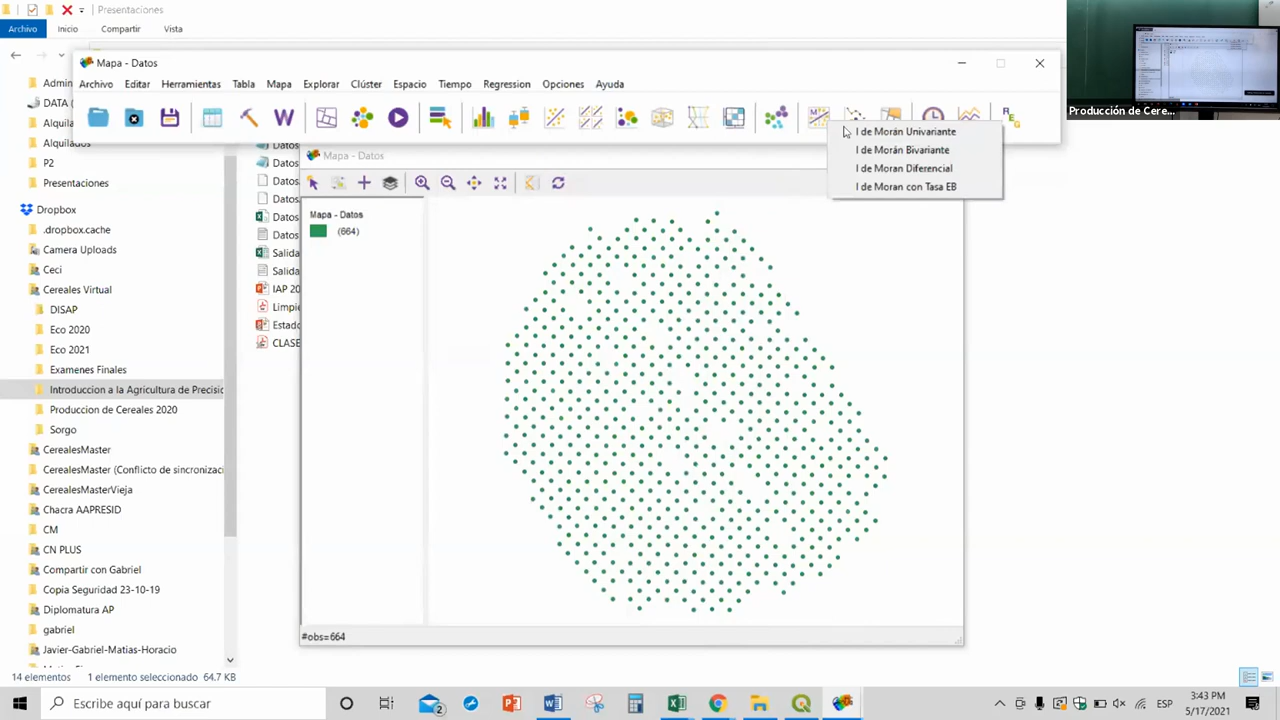 Presentaciones
Archivo Inicio Compartir Vista
Mapa - Datos
Archivo Editar Herramientas Tabla Mapa Explorar Clúster Espacio Regression Opciones Ayuda
I de Morán Univariante
I de Morán Bivariante
I de Moran Diferencial
I de Moran con Tasa EB
Producción de Cere...
Mapa - Datos
Mapa - Datos
(664)
#obs=664
DATA (
Alquilad
Alquilados
P2
Presentaciones
Dropbox
.dropbox.cache
Camera Uploads
Ceci
Cereales Virtual
DISAP
Eco 2020
Eco 2021
Examenes Finales
Introduccion a la Agricultura de Precisic
Produccion de Cereales 2020
Sorgo
CerealesMaster
CerealesMaster (Conflicto de sincronizaci
CerealesMasterVieja
Chacra AAPRESID
CM
CN PLUS
Compartir con Gabriel
Copia Seguridad 23-10-19
Diplomatura AP
gabriel
Javier-Gabriel-Matias-Horacio
Datos
Datos
Datos
Datos
Datos
Datos
Salida
Salida
IAP 20
Limpie
Estado
CLASE
14 elementos 1 elemento seleccionado 64.7 KB
Escribe aquí para buscar
2
ESP
3:43 PM
5/17/2021